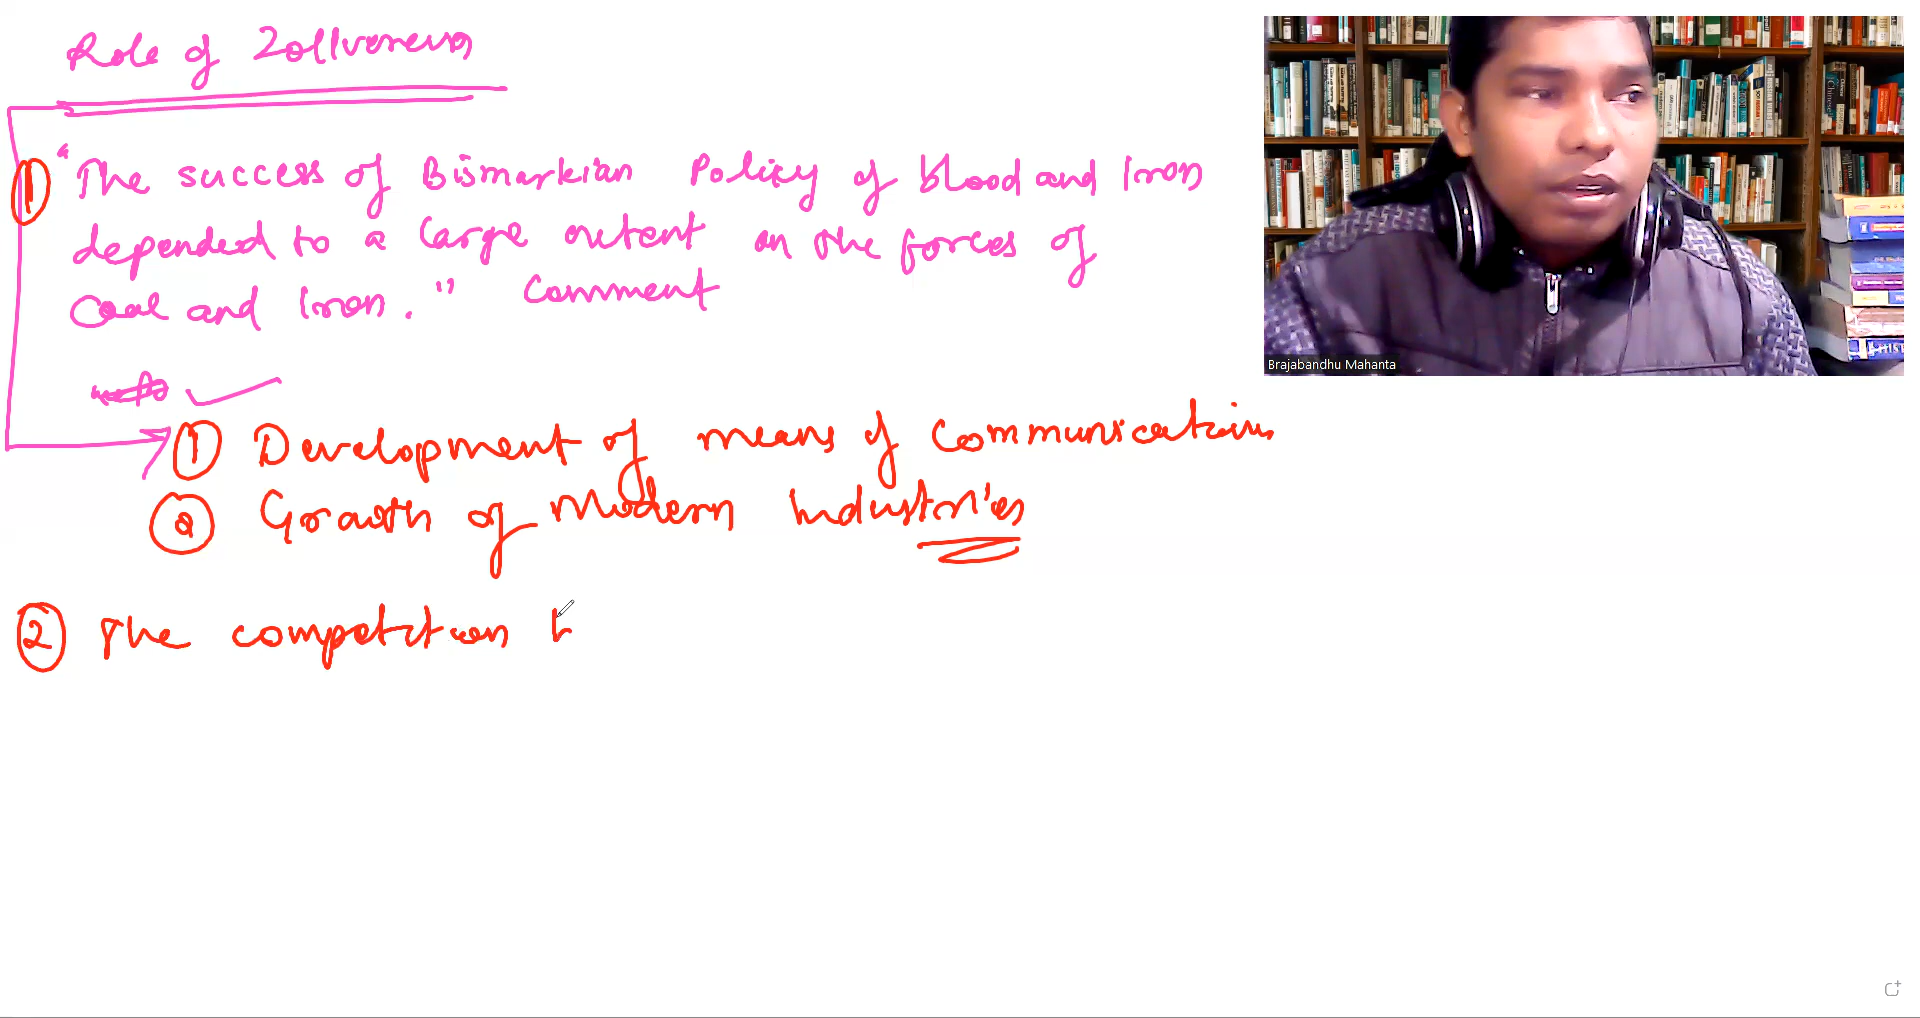 Role of Zollverein
① "The success of Bismarkian Policy of blood and Iron
depended to a large extent on the forces of
Coal and Iron." Comment
① Development of means of Communications
② Growth of Modern Industries
② The competition t
Brajabandhu Mahanta